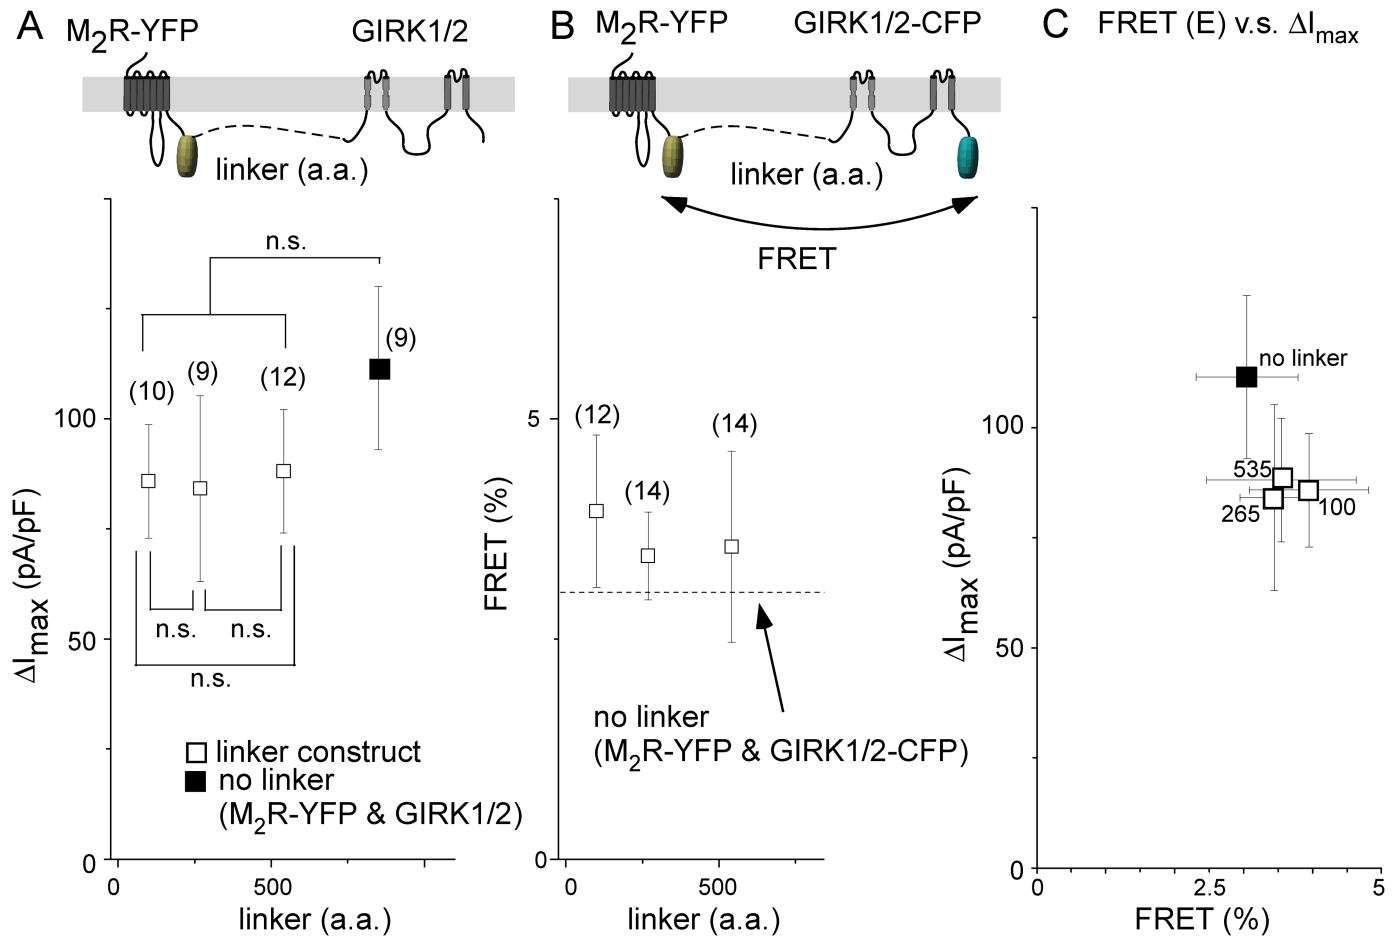 A
M2R-YFP
GIRK1/2
linker (a.a.)
n.s.
(9)
(10)
(9)
(12)
100
50
0
ΔImax (pA/pF)
n.s.
n.s.
n.s.
linker construct
no linker
(M2R-YFP & GIRK1/2)
0
500
linker (a.a.)
B
M2R-YFP
GIRK1/2-CFP
linker (a.a.)
FRET
5
0
FRET (%)
(12)
(14)
(14)
no linker
(M2R-YFP & GIRK1/2-CFP)
0
500
linker (a.a.)
C
FRET (E) v.s. ΔImax
100
50
0
ΔImax (pA/pF)
no linker
535
265
100
0
2.5
5
FRET (%)